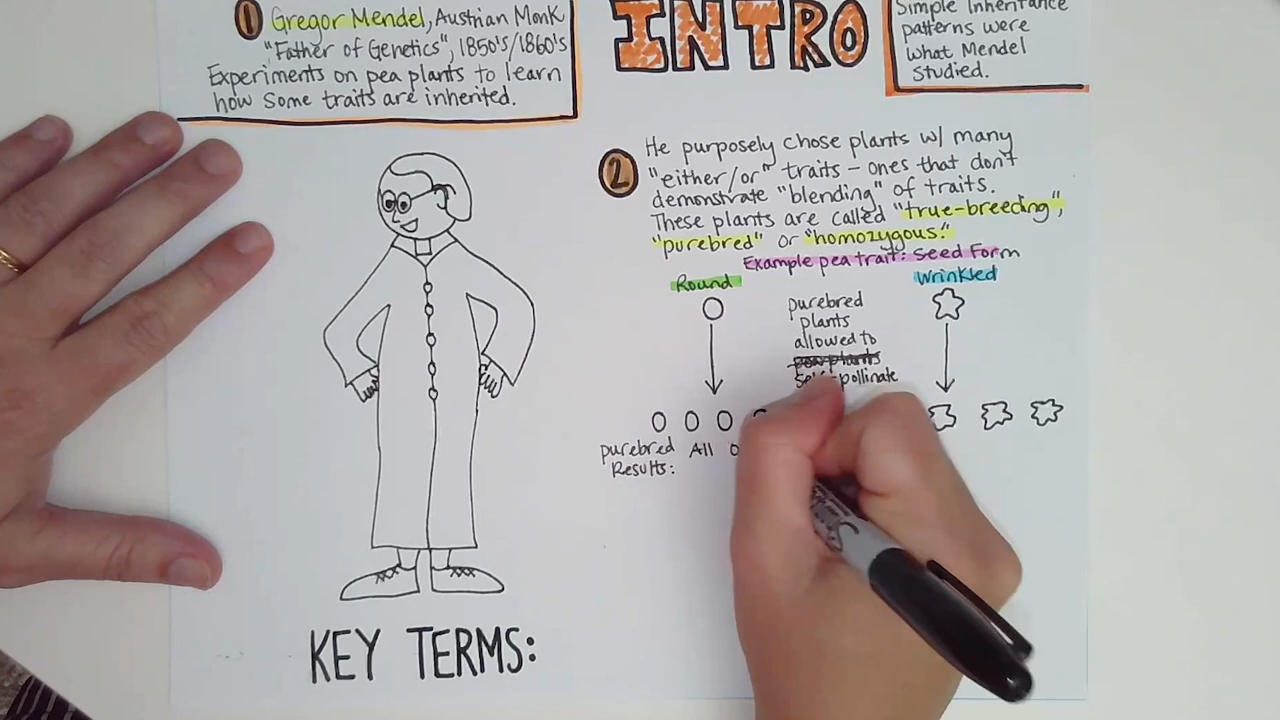 1 Gregor Mendel, Austrian Monk
"Father of Genetics", 1850's/1860's
Experiments on pea plants to learn
how some traits are inherited.
INTRO
Simple Inheritance
patterns were
what Mendel
studied.
2 He purposely chose plants w/ many
"either/or" traits - ones that don't
demonstrate "blending" of traits.
These plants are called "true-breeding",
"purebred" or "homozygous."
Example pea trait: Seed Form
Round
Wrinkled
purebred
plants
allowed to
pea plants
self-pollinate
purebred All
Results:
KEY TERMS: